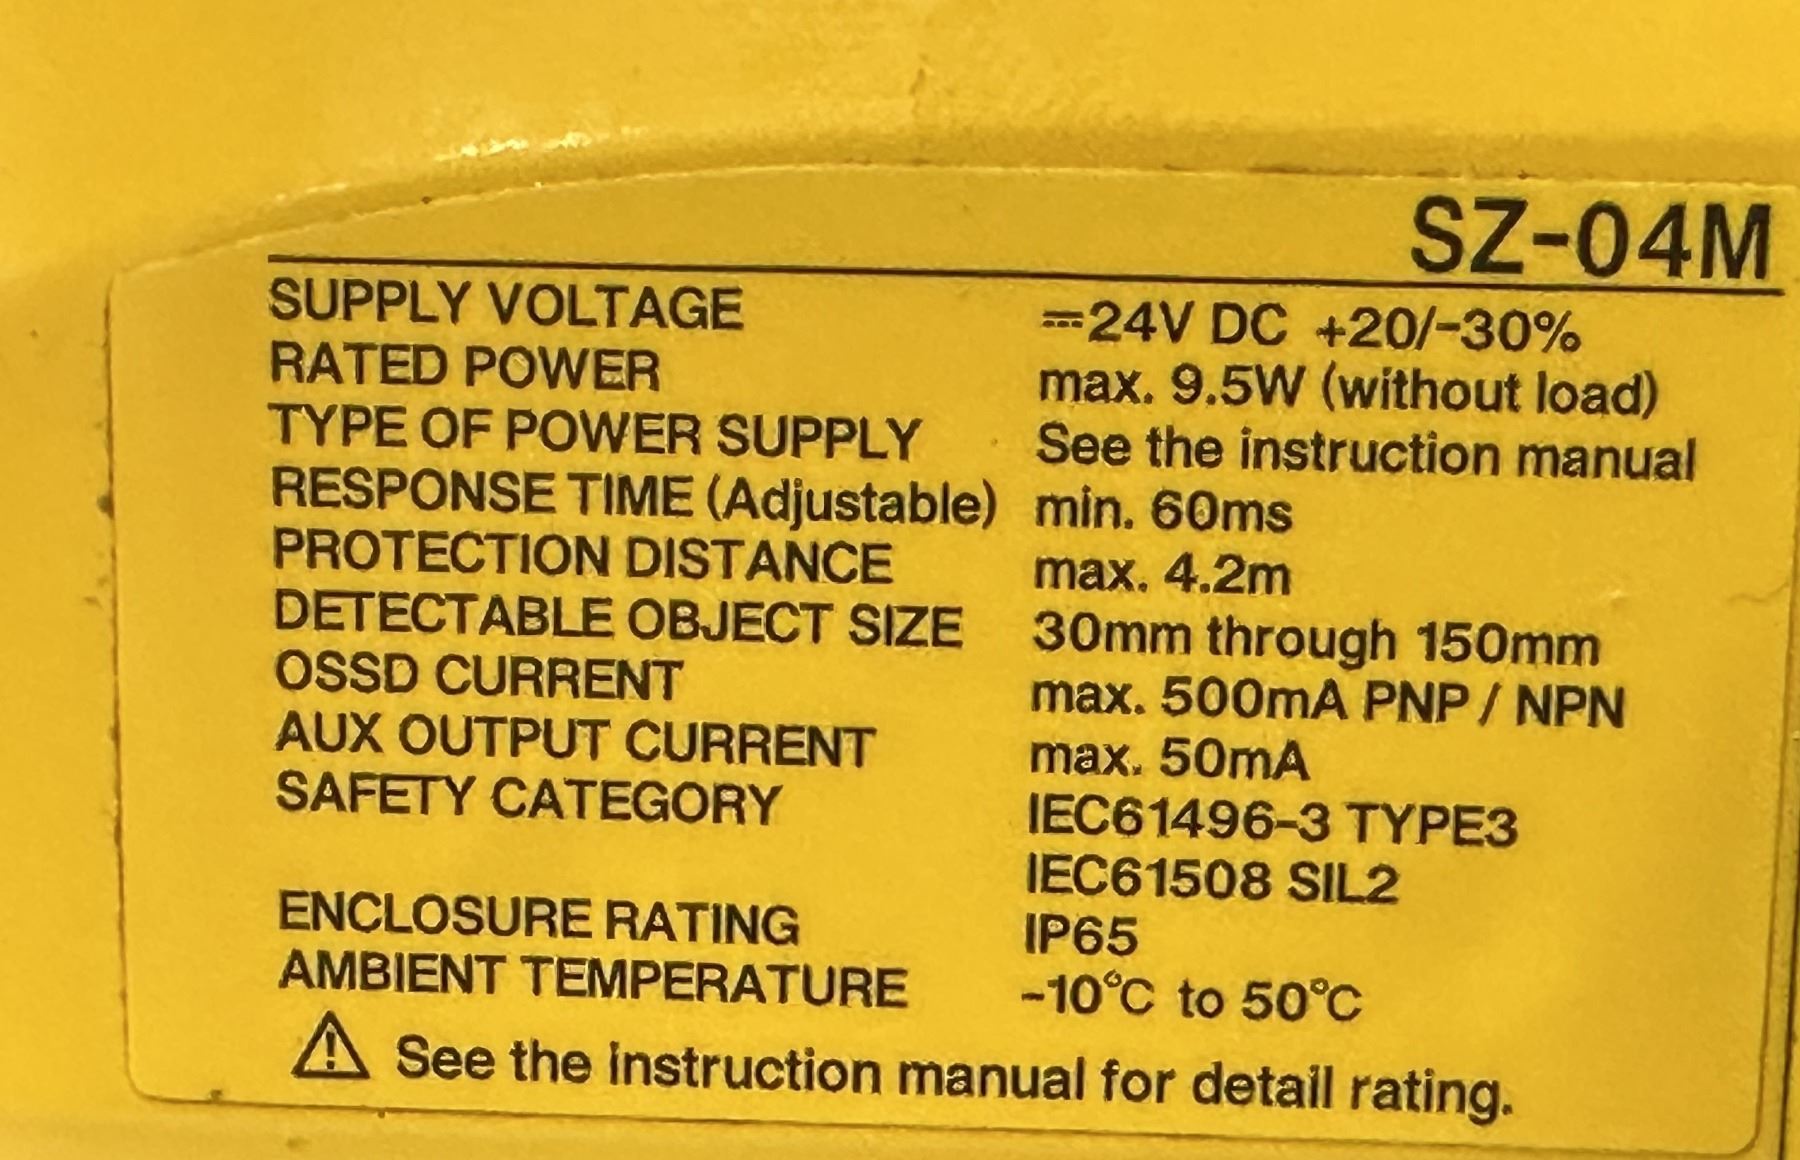 SZ-04M
SUPPLY VOLTAGE ⎓24V DC +20/-30%
RATED POWER max. 9.5W (without load)
TYPE OF POWER SUPPLY See the instruction manual
RESPONSE TIME (Adjustable) min. 60ms
PROTECTION DISTANCE max. 4.2m
DETECTABLE OBJECT SIZE 30mm through 150mm
OSSD CURRENT max. 500mA PNP / NPN
AUX OUTPUT CURRENT max. 50mA
SAFETY CATEGORY IEC61496-3 TYPE3
IEC61508 SIL2
ENCLOSURE RATING IP65
AMBIENT TEMPERATURE -10°C to 50°C
⚠ See the instruction manual for detail rating.